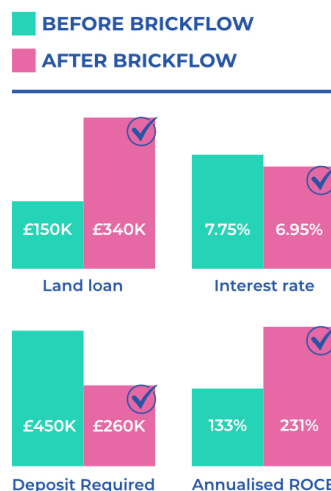 BEFORE BRICKFLOW
AFTER BRICKFLOW
£150K £340K
Land loan
7.75% 6.95%
Interest rate
£450K £260K
Deposit Required
133% 231%
Annualised ROCE